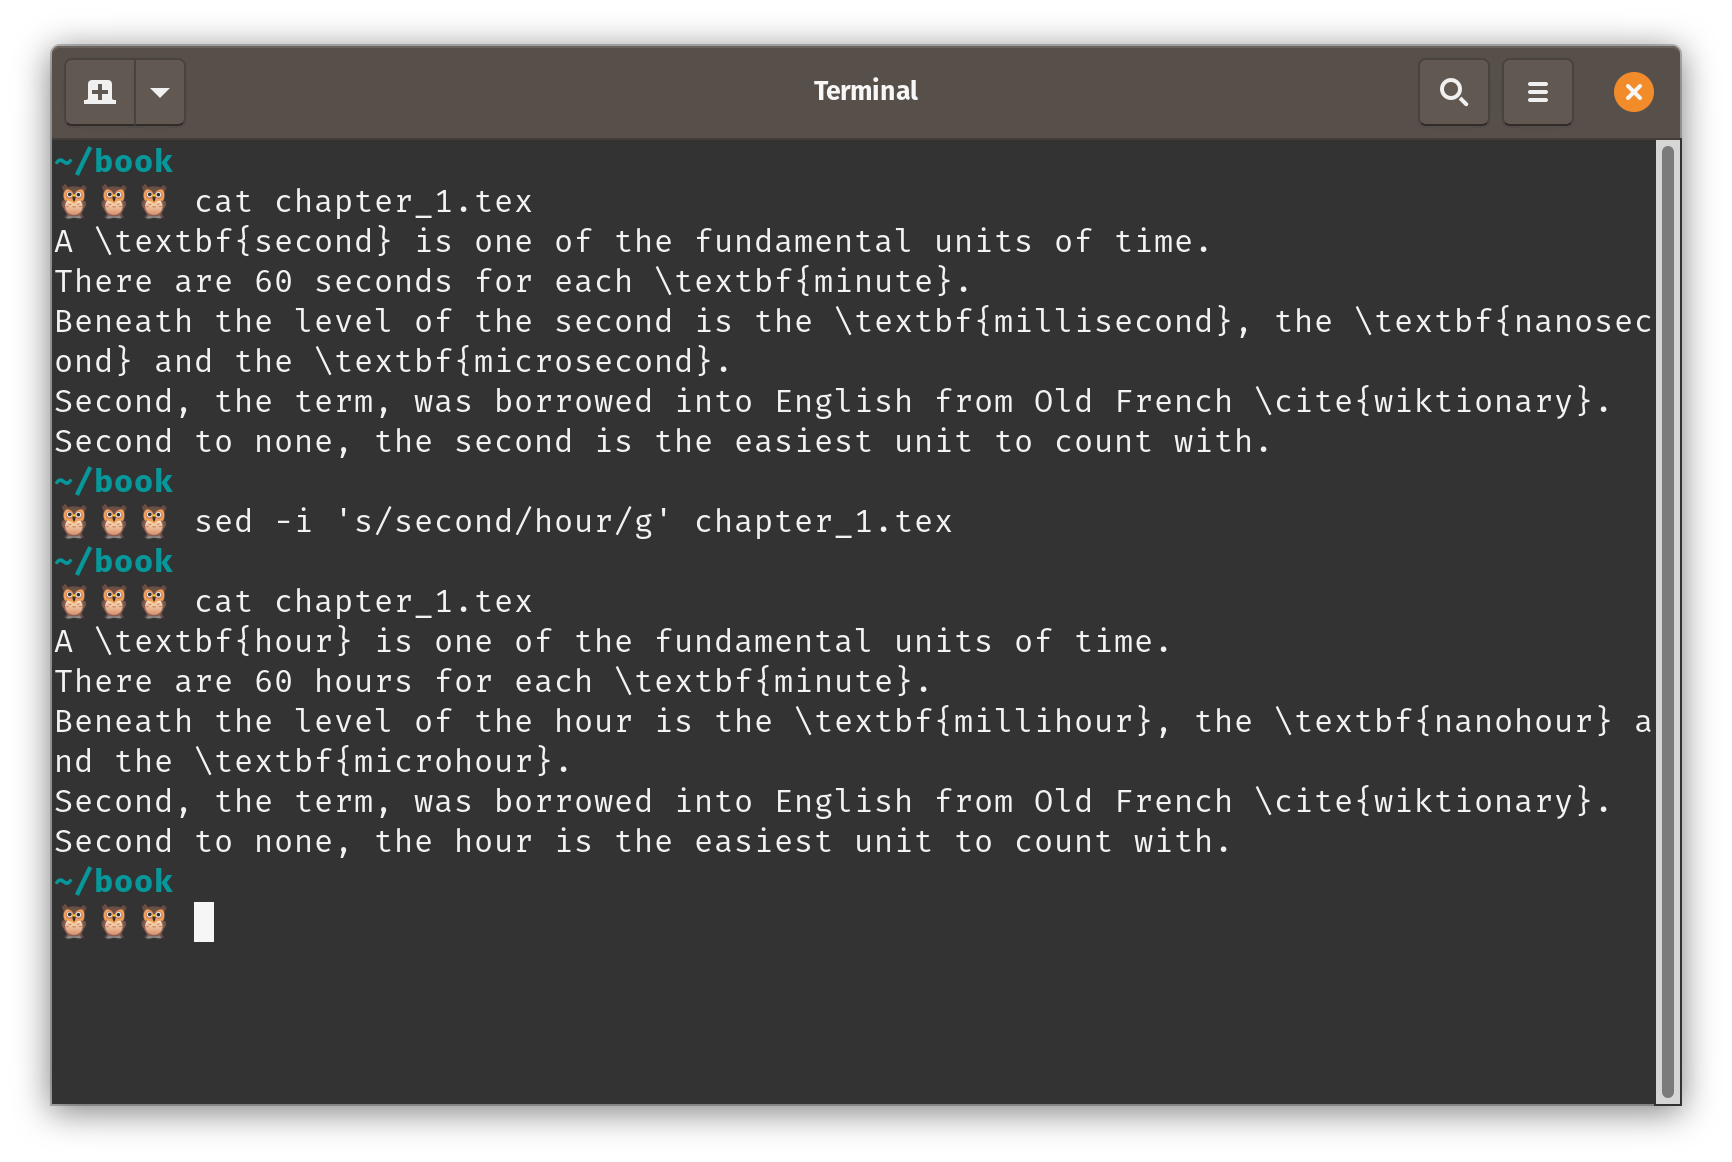 Terminal
~/book
🦉🦉🦉 cat chapter_1.tex
A \textbf{second} is one of the fundamental units of time.
There are 60 seconds for each \textbf{minute}.
Beneath the level of the second is the \textbf{millisecond}, the \textbf{nanosec
ond} and the \textbf{microsecond}.
Second, the term, was borrowed into English from Old French \cite{wiktionary}.
Second to none, the second is the easiest unit to count with.
~/book
🦉🦉🦉 sed -i 's/second/hour/g' chapter_1.tex
~/book
🦉🦉🦉 cat chapter_1.tex
A \textbf{hour} is one of the fundamental units of time.
There are 60 hours for each \textbf{minute}.
Beneath the level of the hour is the \textbf{millihour}, the \textbf{nanohour} a
nd the \textbf{microhour}.
Second, the term, was borrowed into English from Old French \cite{wiktionary}.
Second to none, the hour is the easiest unit to count with.
~/book
🦉🦉🦉